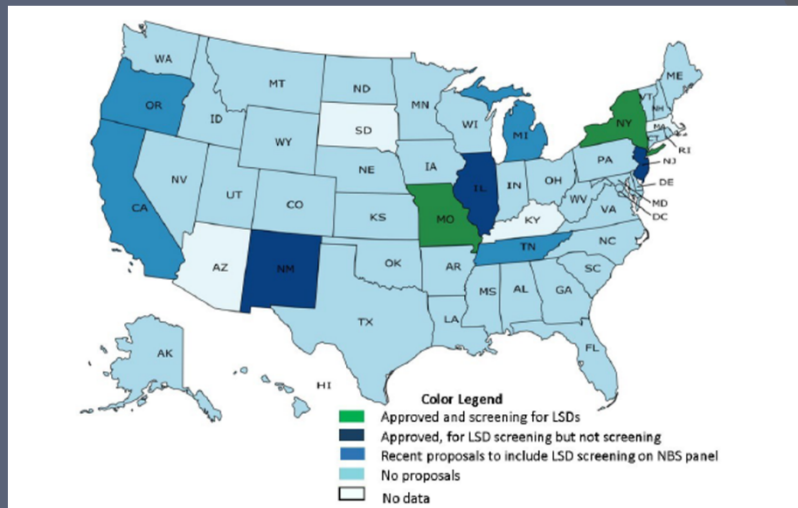 WA
ME
MT
ND
VT
NH
OR
MN
ID
SD
WI
NY
MA
WY
MI
RI
IA
PA
NJ
NE
NV
OH
IN
IL
DE
UT
CA
CO
WV
MD
VA
KS
MO
KY
DC
TN
NC
AZ
NM
OK
AR
SC
MS
AL
GA
LA
TX
AK
FL
HI
Color Legend
Approved and screening for LSDs
Approved, for LSD screening but not screening
Recent proposals to include LSD screening on NBS panel
No proposals
No data